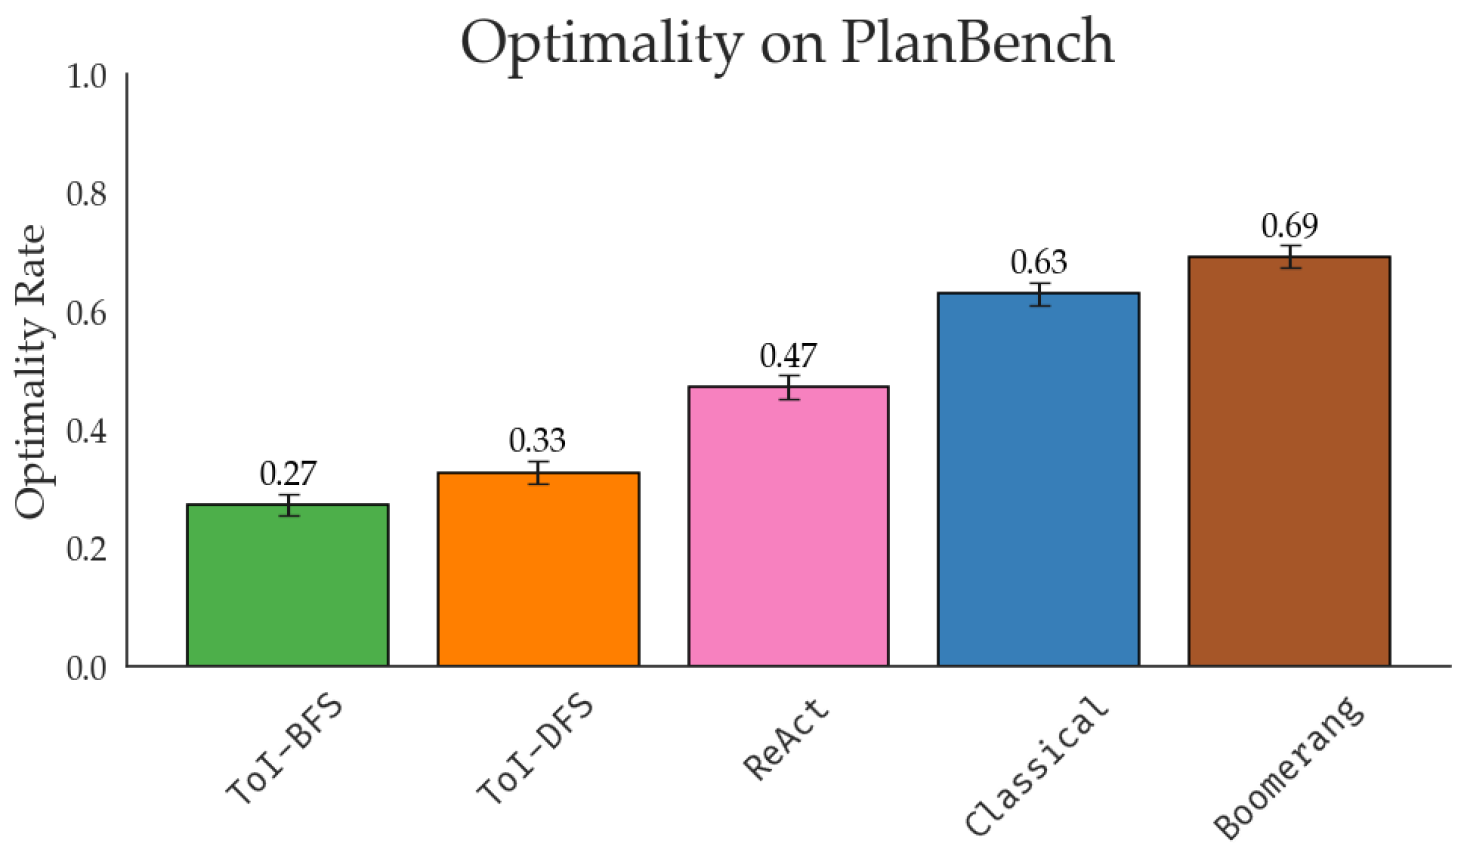 Optimality on PlanBench
Optimality Rate
1.0
0.8
0.6
0.4
0.2
0.0
0.27
0.33
0.47
0.63
0.69
ToI-BFS
ToI-DFS
ReAct
Classical
Boomerang